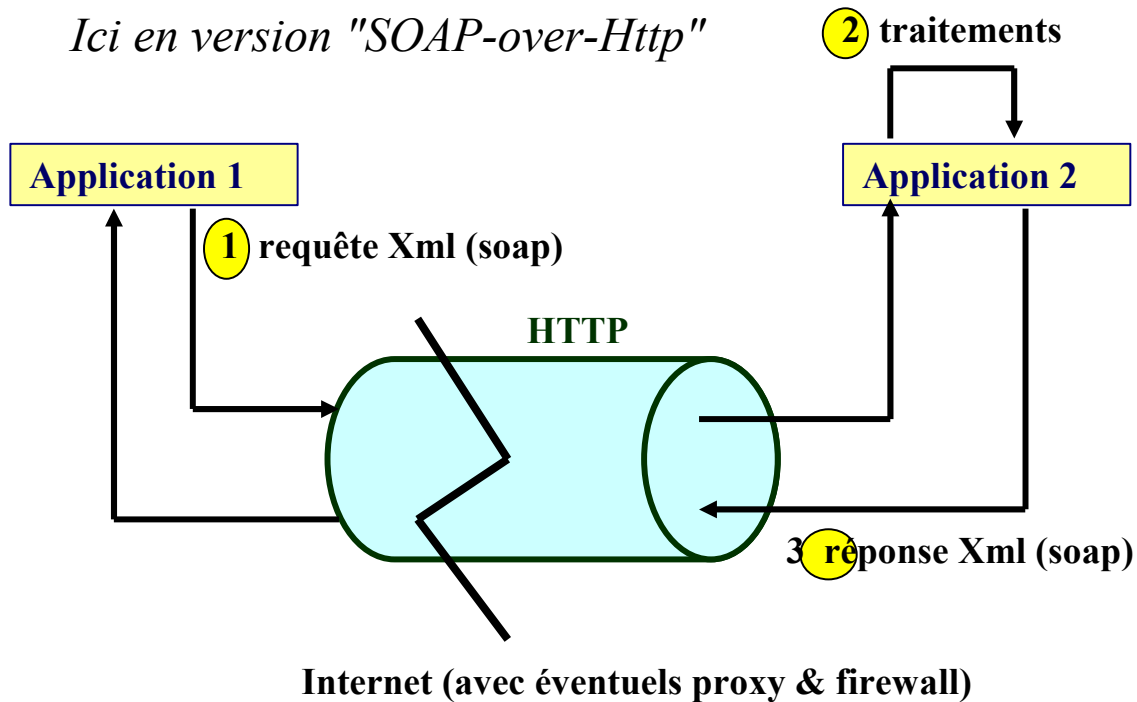 Ici en version "SOAP-over-Http"
2 traitements
Application 1
Application 2
1 requête Xml (soap)
HTTP
3 réponse Xml (soap)
Internet (avec éventuels proxy & firewall)